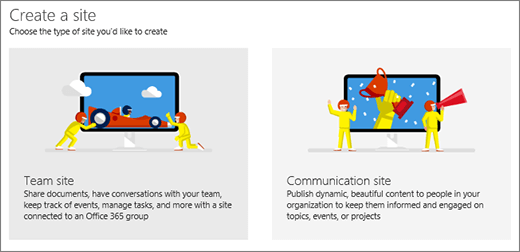 Create a site
Choose the type of site you'd like to create
Team site
Share documents, have conversations with your team,
keep track of events, manage tasks, and more with a site
connected to an Office 365 group
Communication site
Publish dynamic, beautiful content to people in your
organization to keep them informed and engaged on
topics, events, or projects